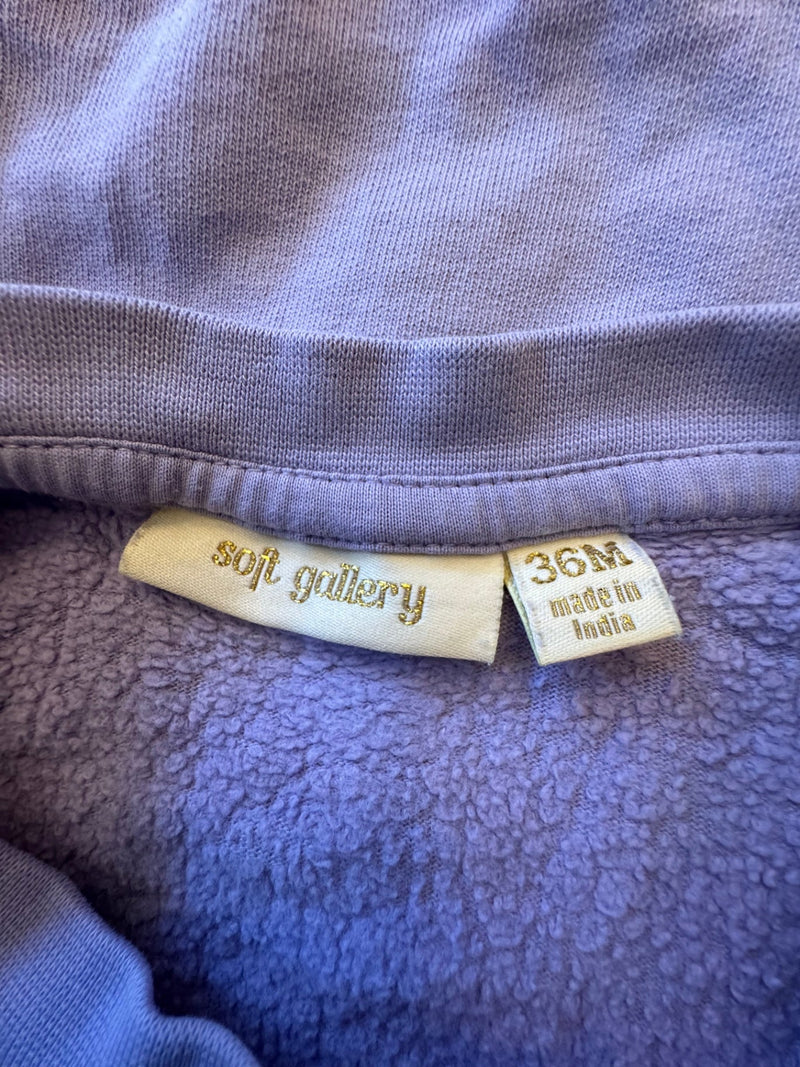 soft gallery
36M
made in
India